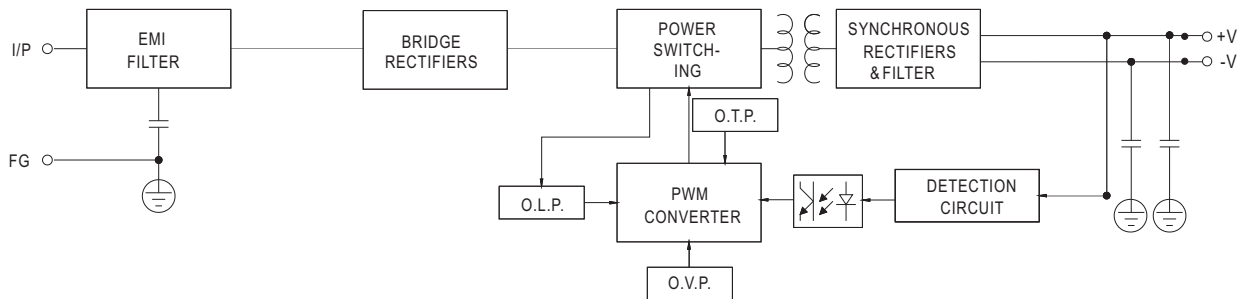 I/P
EMI
FILTER
BRIDGE
RECTIFIERS
POWER
SWITCH-
ING
SYNCHRONOUS
RECTIFIERS
&FILTER
+V
-V
O.T.P.
FG
O.L.P.
PWM
CONVERTER
DETECTION
CIRCUIT
O.V.P.